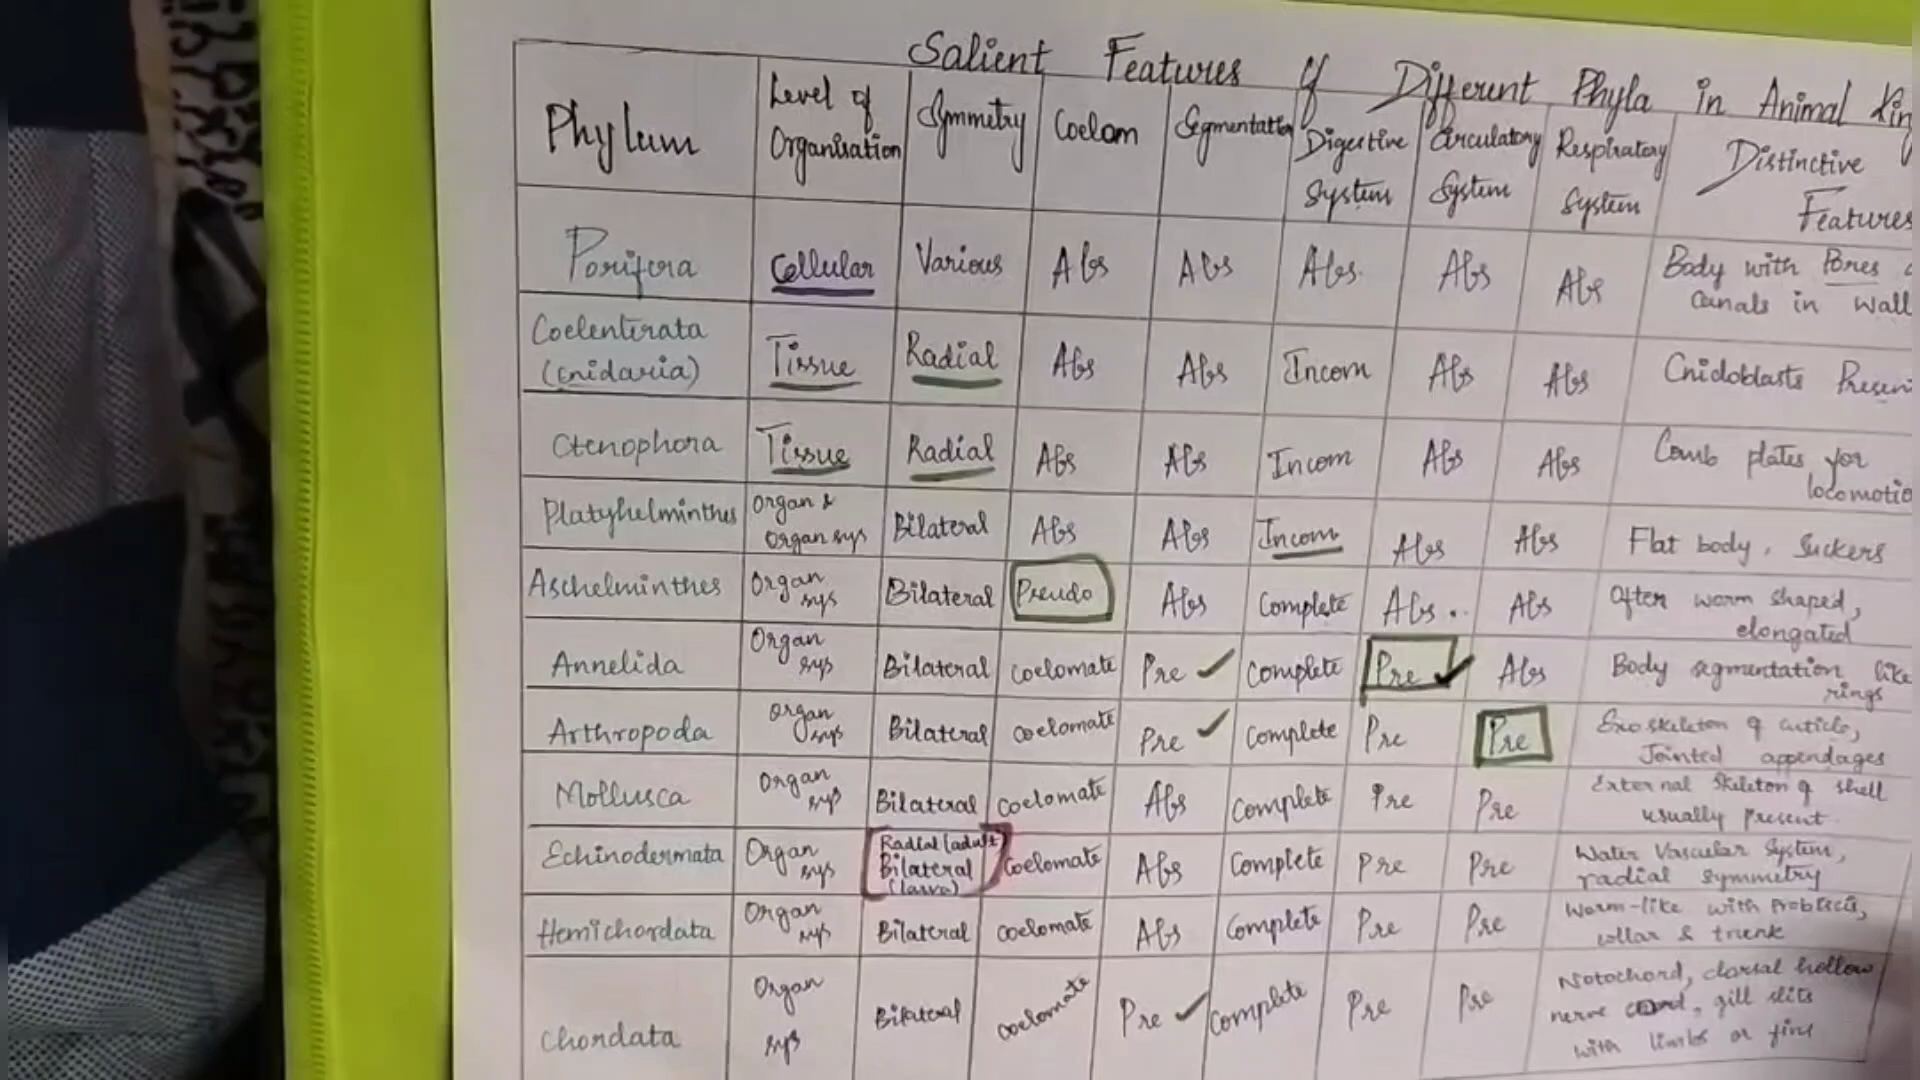 Salient Features of Different Phyla in Animal Kin
Phylum
Level of
Organisation
Symmetry
Coelom
Segmentation
Digestive
System
Circulatory
System
Respiratory
System
Distinctive
Features
Porifera
Cellular
Various
Abs
Abs
Abs.
Abs
Abs
Body with Pores
Canals in Wall
Coelenterata
(Cnidaria)
Tissue
Radial
Abs
Abs
Incom
Abs
Abs
Cnidoblasts Presen
Ctenophora
Tissue
Radial
Abs
Abs
Incom
Abs
Abs
Comb plates for
locomotio
Platyhelminthes
Organ &
Organ sys
Bilateral
Abs
Abs
Incom
Abs
Abs
Flat body, Suckers
Aschelminthes
Organ
sys
Bilateral
Pseudo
Abs
Complete
Abs..
Abs
Often worm shaped,
elongated
Annelida
Organ
sys
Bilateral
Coelomate
Pre ✓
Complete
Pre ✓
Abs
Body segmentation like
rings
Arthropoda
Organ
sys
Bilateral
Coelomate
Pre ✓
Complete
Pre
Pre
Exoskeleton of cuticle,
Jointed appendages
Mollusca
Organ
sys
Bilateral
Coelomate
Abs
Complete
Pre
Pre
External Skeleton of shell
usually present
Echinodermata
Organ
sys
Radial (adult
Bilateral
(larva)
Coelomate
Abs
Complete
Pre
Pre
Water Vascular System,
radial symmetry
Hemichordata
Organ
sys
Bilateral
Coelomate
Abs
Complete
Pre
Pre
Worm-like with Probscis,
collar & trunk
Chordata
Organ
sys
Bilateral
Coelomate
Pre ✓
Complete
Pre
Pre
Notochord, dorsal hollow
nerve cord, gill slits
with limbs or fins